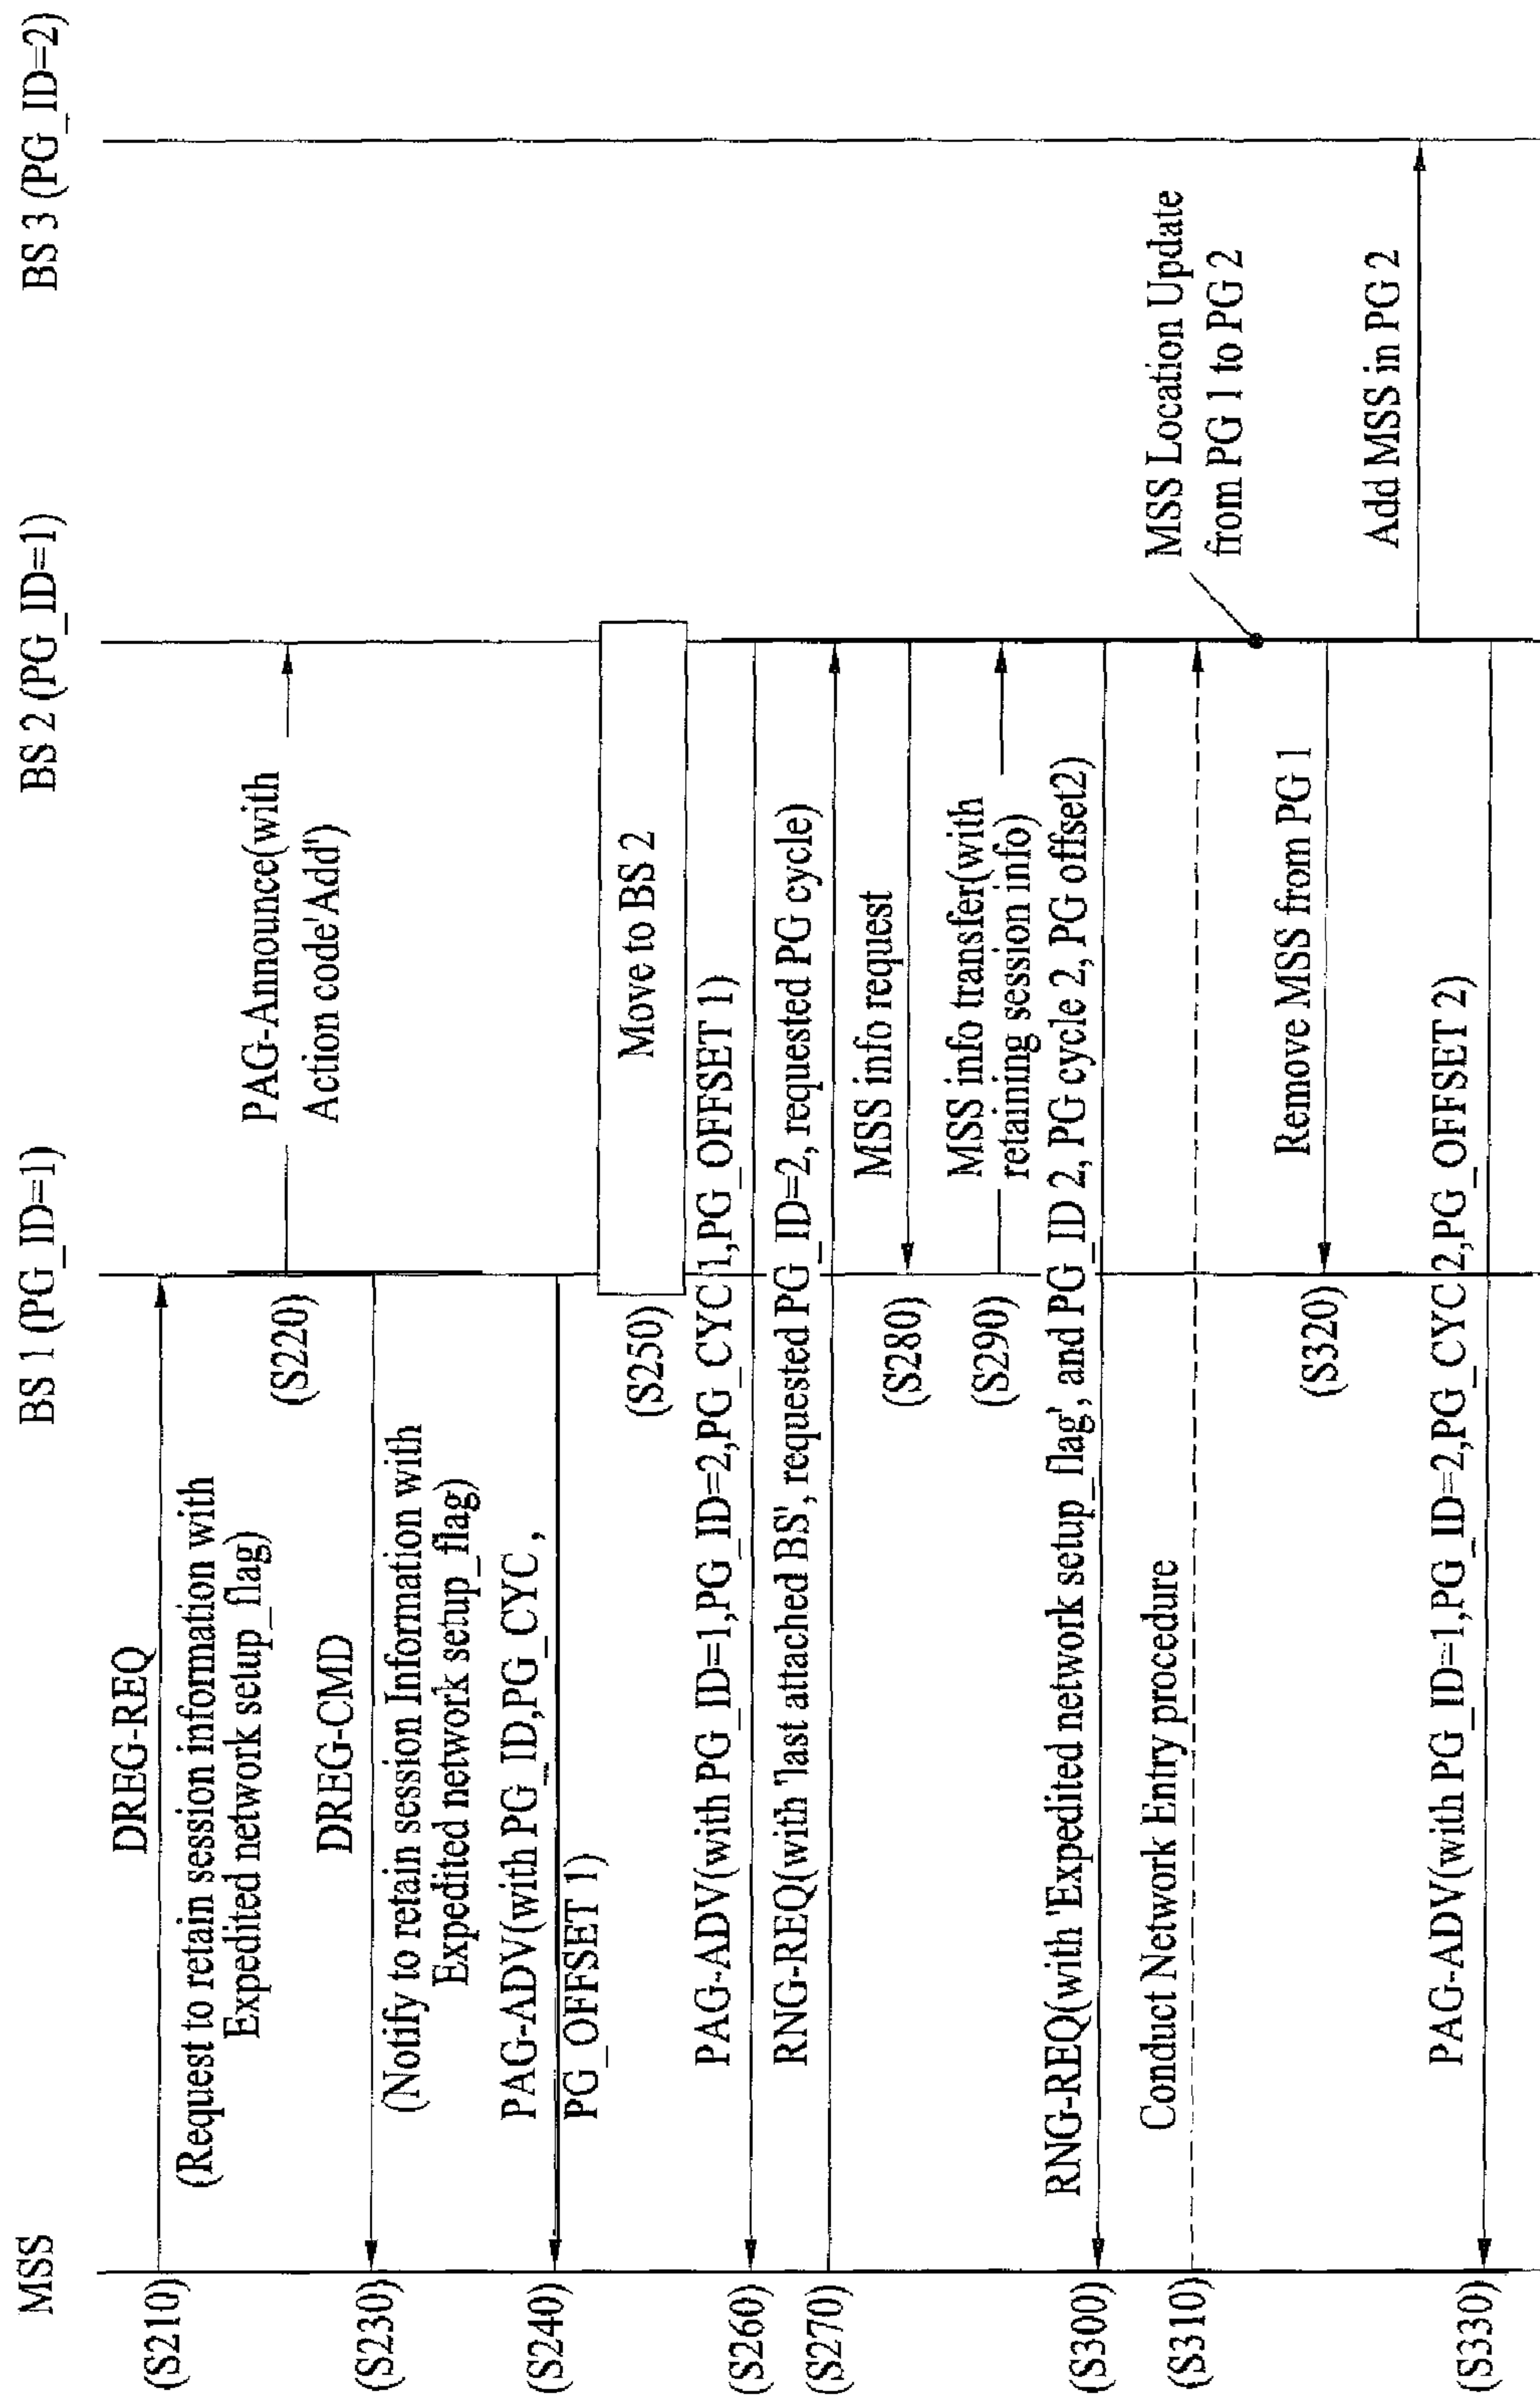 MSS
BS 1 (PG_ID=1)
BS 2 (PG_ID=1)
BS 3 (PG_ID=2)
(S210)
DREG-REQ
(Request to retain session information with
Expedited network setup_flag)
(S220)
PAG-Announce(with
Action code'Add')
(S230)
DREG-CMD
(Notify to retain session Information with
Expedited network setup_flag)
(S240)
PAG-ADV(with PG_ID,PG_CYC ,
PG_OFFSET 1)
(S250)
Move to BS 2
(S260)
PAG-ADV(with PG_ID=1,PG_ID=2,PG_CYC 1,PG_OFFSET 1)
(S270)
RNG-REQ(with 'last attached BS', requested PG_ID=2, requested PG cycle)
(S280)
MSS info request
(S290)
MSS info transfer(with
retaining session info)
(S300)
RNG-REQ(with 'Expedited network setup_flag', and PG_ID 2, PG cycle 2, PG offset2)
(S310)
Conduct Network Entry procedure
MSS Location Update
from PG 1 to PG 2
(S320)
Remove MSS from PG 1
Add MSS in PG 2
(S330)
PAG-ADV(with PG_ID=1,PG_ID=2,PG_CYC 2,PG_OFFSET 2)